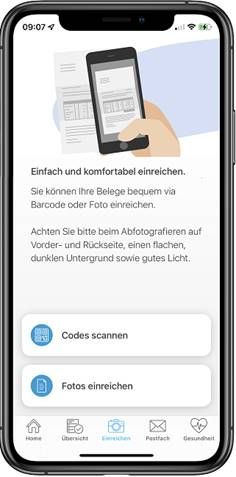 09:07
Einfach und komfortabel einreichen.
Sie können Ihre Belege bequem via
Barcode oder Foto einreichen.
Achten Sie bitte beim Abfotografieren auf
Vorder- und Rückseite, einen flachen,
dunklen Untergrund sowie gutes Licht.
Codes scannen
Fotos einreichen
Home Übersicht Einreichen Postfach Gesundheit